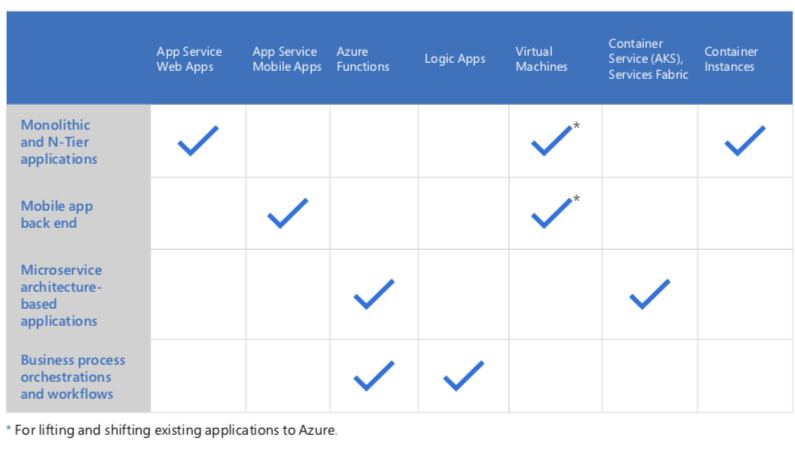 App Service
Web Apps
App Service
Mobile Apps
Azure
Functions
Logic Apps
Virtual
Machines
Container
Service (AKS),
Services Fabric
Container
Instances
Monolithic
and N-Tier
applications
*
*
Mobile app
back end
Microservice
architecture-
based
applications
Business process
orchestrations
and workflows
* For lifting and shifting existing applications to Azure.